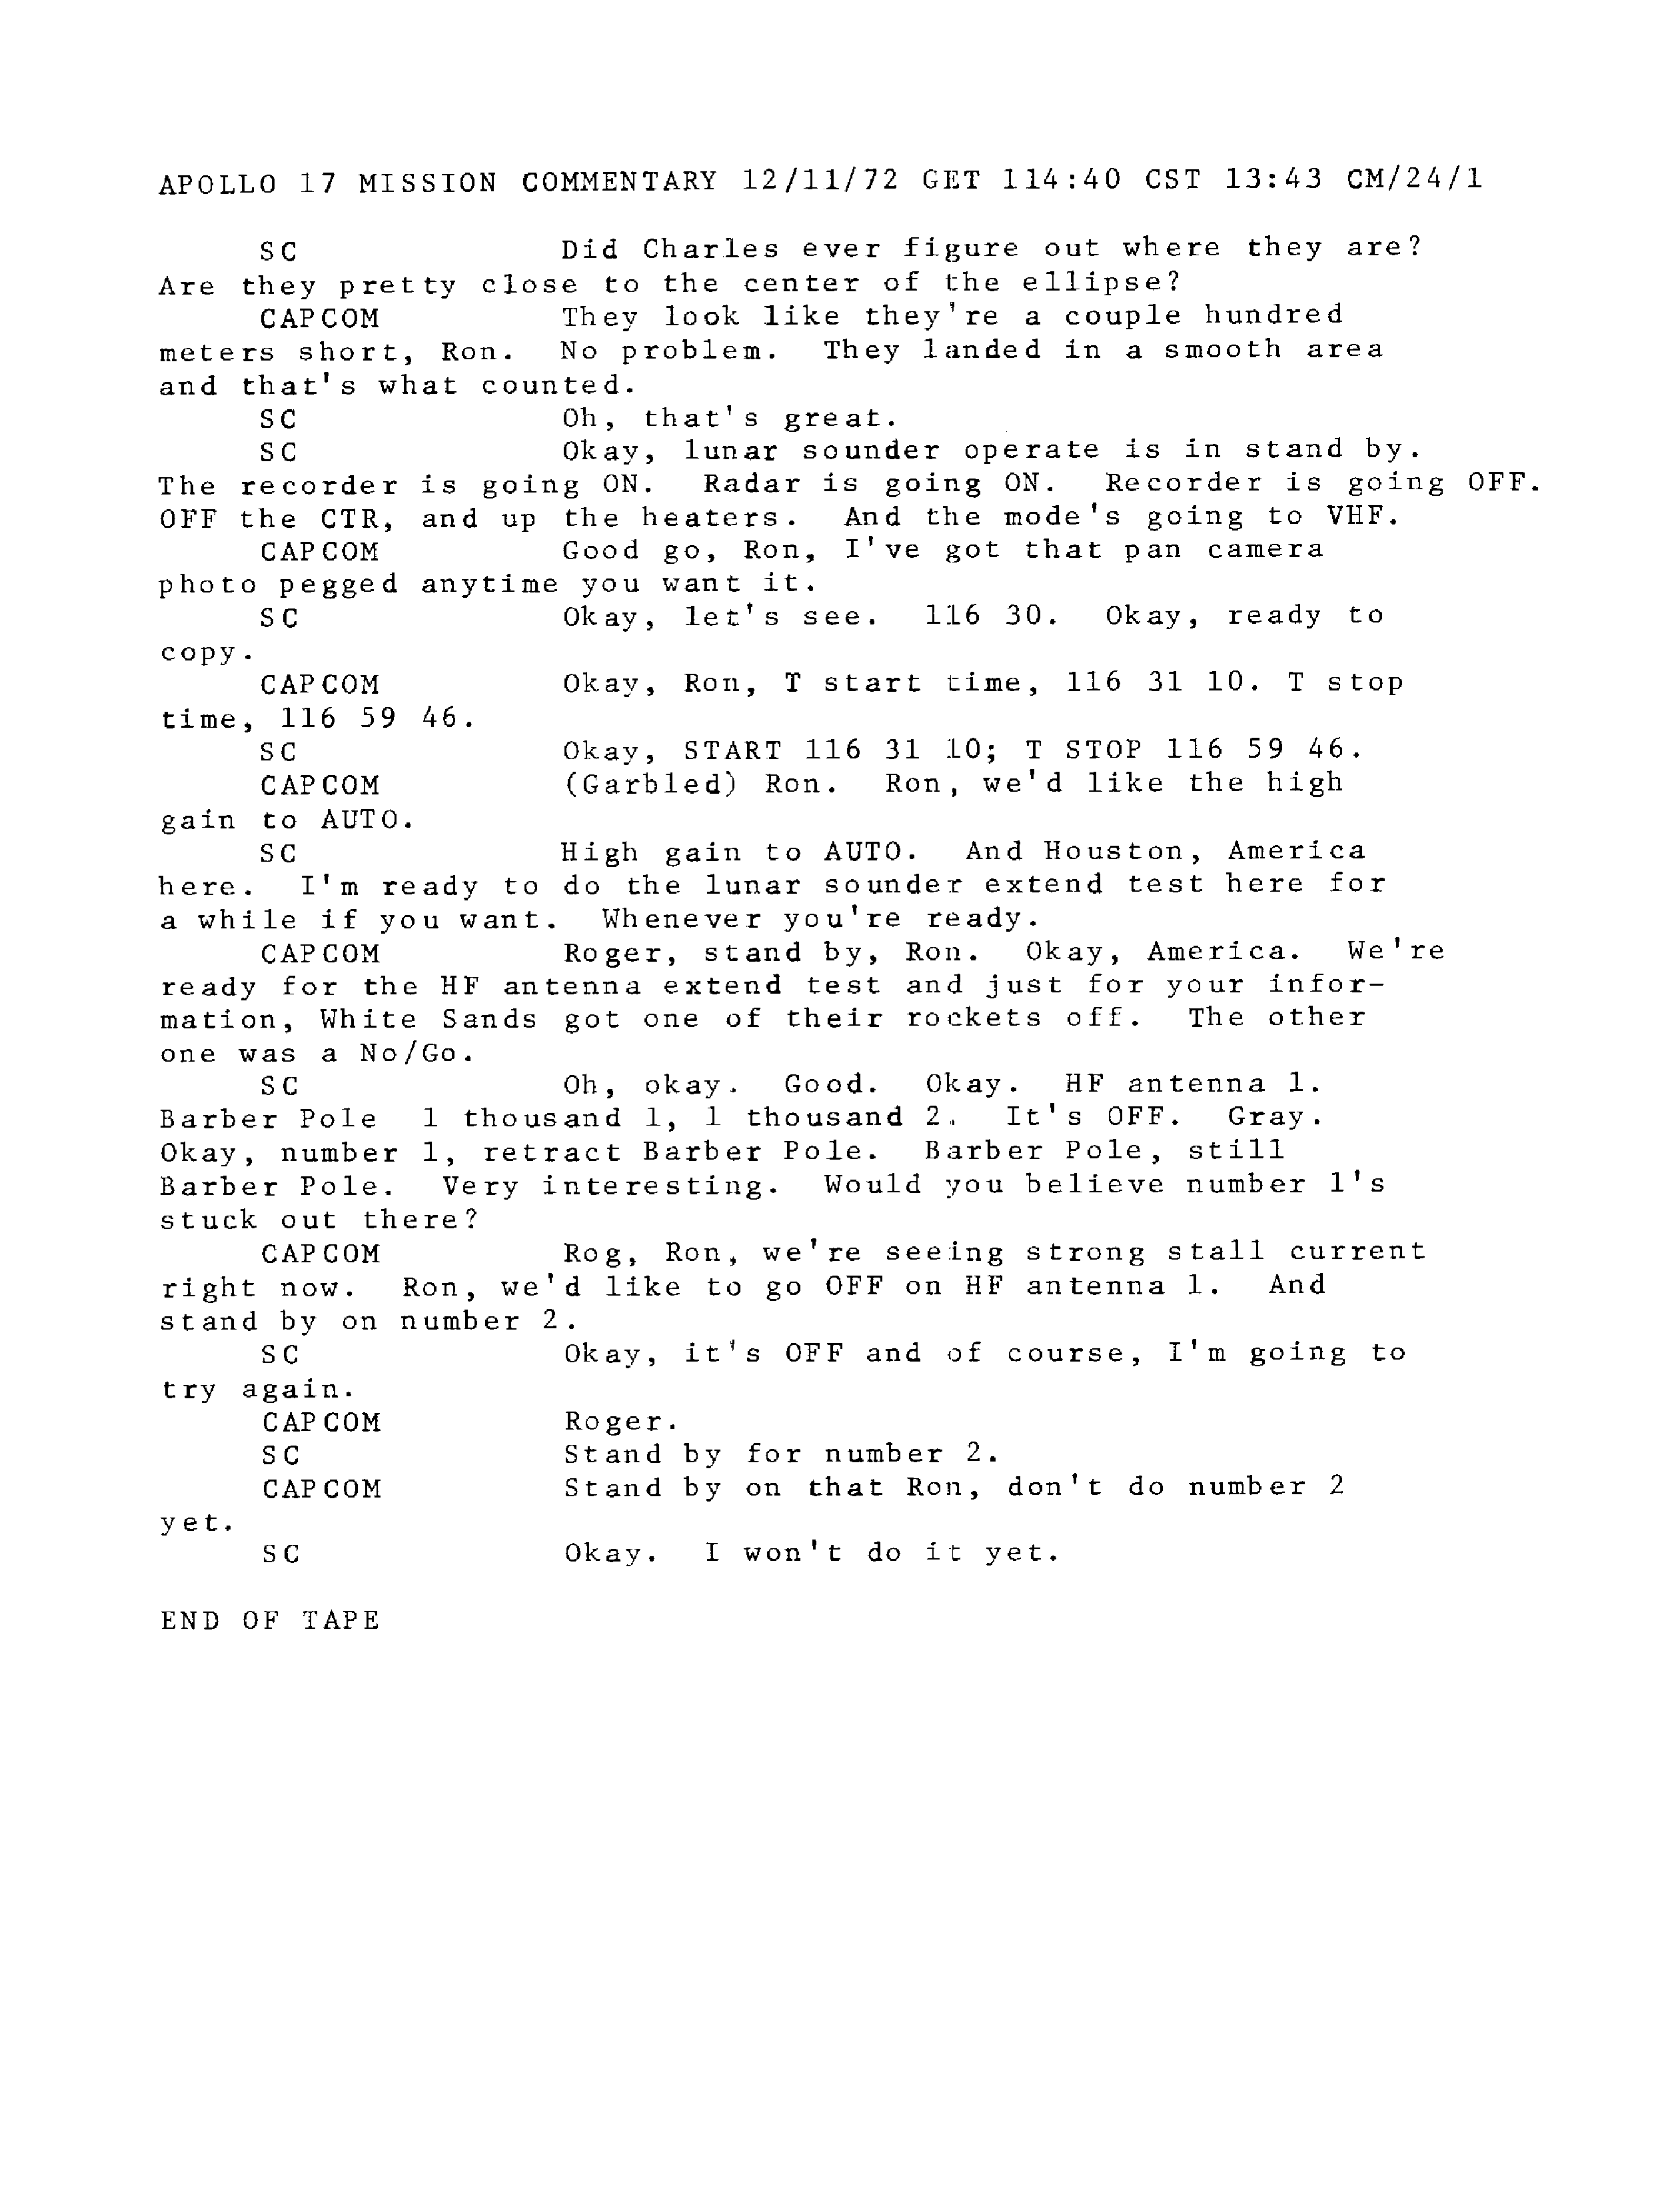 APOLLO 17 MISSION COMMENTARY 12/11/72 GET 114:40 CST 13:43 CM/24/1
SC Did Charles ever figure out where they are?
Are they pretty close to the center of the ellipse?
CAPCOM They look like they're a couple hundred
meters short, Ron. No problem. They landed in a smooth area
and that's what counted.
SC Oh, that's great.
SC Okay, lunar sounder operate is in stand by.
The recorder is going ON. Radar is going ON. Recorder is going OFF.
OFF the CTR, and up the heaters. And the mode's going to VHF.
CAPCOM Good go, Ron, I've got that pan camera
photo pegged anytime you want it.
SC Okay, let's see. 116 30. Okay, ready to
copy.
CAPCOM Okay, Ron, T start time, 116 31 10. T stop
time, 116 59 46.
SC Okay, START 116 31 10; T STOP 116 59 46.
CAPCOM (Garbled) Ron. Ron, we'd like the high
gain to AUTO.
SC High gain to AUTO. And Houston, America
here. I'm ready to do the lunar sounder extend test here for
a while if you want. Whenever you're ready.
CAPCOM Roger, stand by, Ron. Okay, America. We're
ready for the HF antenna extend test and just for your infor-
mation, White Sands got one of their rockets off. The other
one was a No/Go.
SC Oh, okay. Good. Okay. HF antenna 1.
Barber Pole 1 thousand 1, 1 thousand 2. It's OFF. Gray.
Okay, number 1, retract Barber Pole. Barber Pole, still
Barber Pole. Very interesting. Would you believe number 1's
stuck out there?
CAPCOM Rog, Ron, we're seeing strong stall current
right now. Ron, we'd like to go OFF on HF antenna 1. And
stand by on number 2.
SC Okay, it's OFF and of course, I'm going to
try again.
CAPCOM Roger.
SC Stand by for number 2.
CAPCOM Stand by on that Ron, don't do number 2
yet.
SC Okay. I won't do it yet.
END OF TAPE